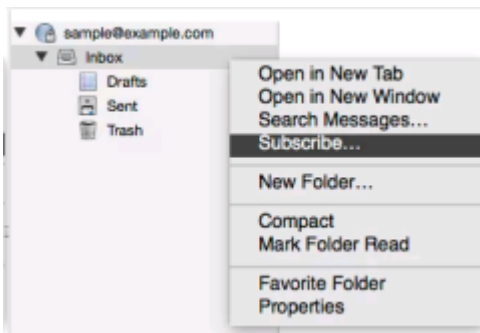 sample@example.com
Inbox
Drafts
Sent
Trash
Open in New Tab
Open in New Window
Search Messages...
Subscribe...
New Folder...
Compact
Mark Folder Read
Favorite Folder
Properties